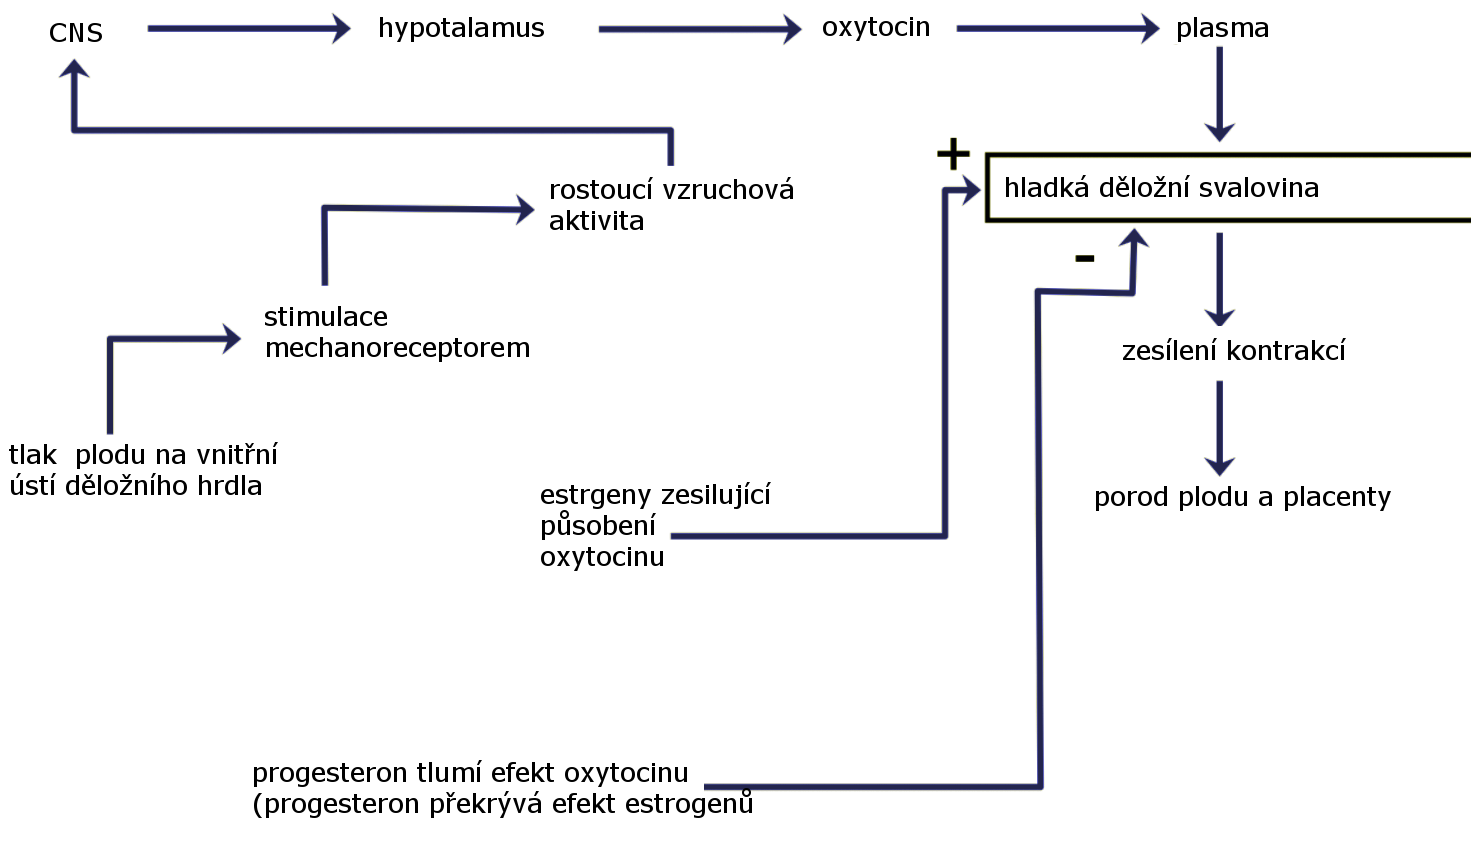 CNS
hypotalamus
oxytocin
plasma
+
hladká děložní svalovina
rostoucí vzruchová
aktivita
-
stimulace
mechanoreceptorem
zesílení kontrakcí
tlak  plodu na vnitřní
ústí děložního hrdla
estrgeny zesilující
působení
oxytocinu
porod plodu a placenty
progesteron tlumí efekt oxytocinu
(progesteron překrývá efekt estrogenů